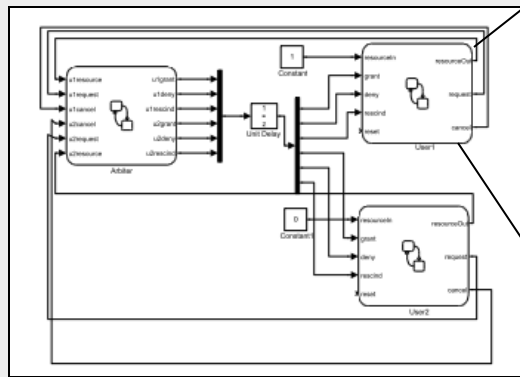 u1resource
u1request
u1cancel
u2cancel
u2request
u2resource
u1grant
u1deny
u1rescind
u2grant
u2deny
u2rescind
Arbiter
1
z
Unit Delay
1
Constant
resourceIn
grant
deny
rescind
reset
resourceOut
request
cancel
User1
0
Constant1
resourceIn
grant
deny
rescind
reset
resourceOut
request
cancel
User2